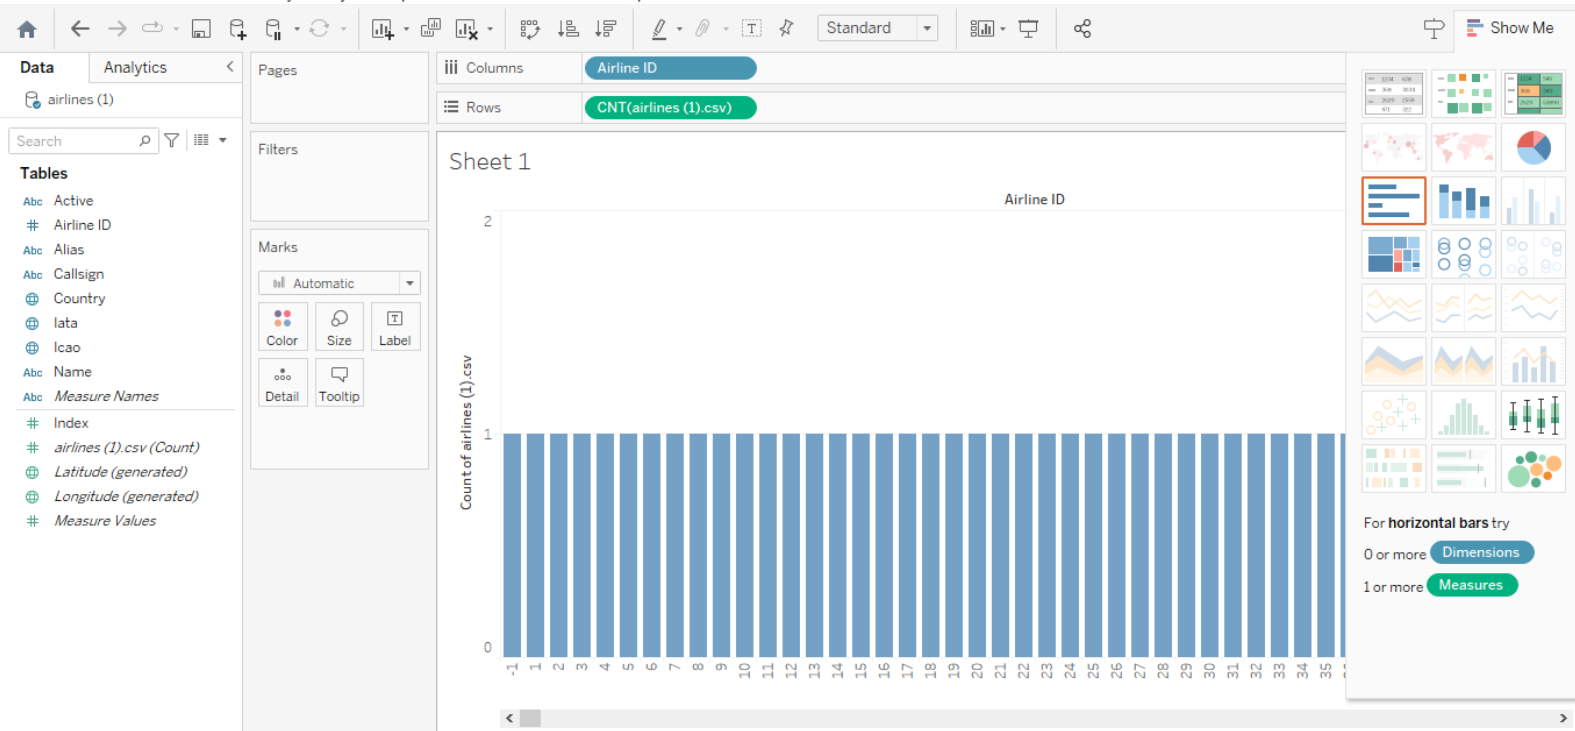 Standard
Show Me
Data
Analytics
airlines (1)
Search
Tables
Abc Active
# Airline ID
Abc Alias
Abc Callsign
Country
Iata
Icao
Abc Name
Abc Measure Names
# Index
# airlines (1).csv (Count)
Latitude (generated)
Longitude (generated)
# Measure Values
Pages
Filters
Marks
Automatic
Color
Size
T
Label
Detail
Tooltip
Columns
Airline ID
Rows
CNT(airlines (1).csv)
Sheet 1
Airline ID
Count of airlines (1).csv
2
1
0
-1 1 2 3 4 5 6 7 8 9 10 11 12 13 14 15 16 17 18 19 20 21 22 23 24 25 26 27 28 29 30 31 32 33 34 35
For horizontal bars try
0 or more Dimensions
1 or more Measures